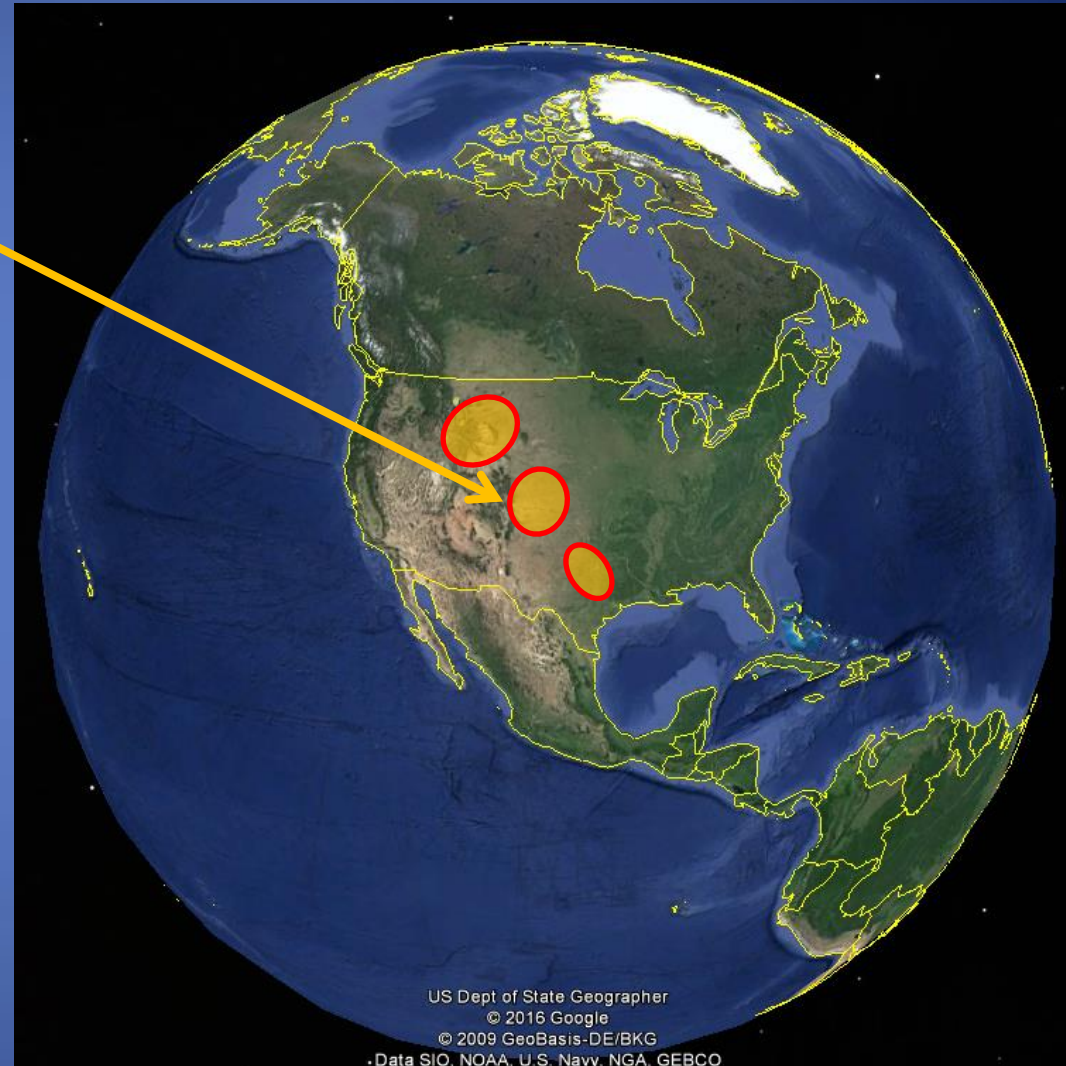 US Dept of State Geographer
© 2016 Google
© 2009 GeoBasis-DE/BKG
Data SIO, NOAA, U.S. Navy, NGA, GEBCO